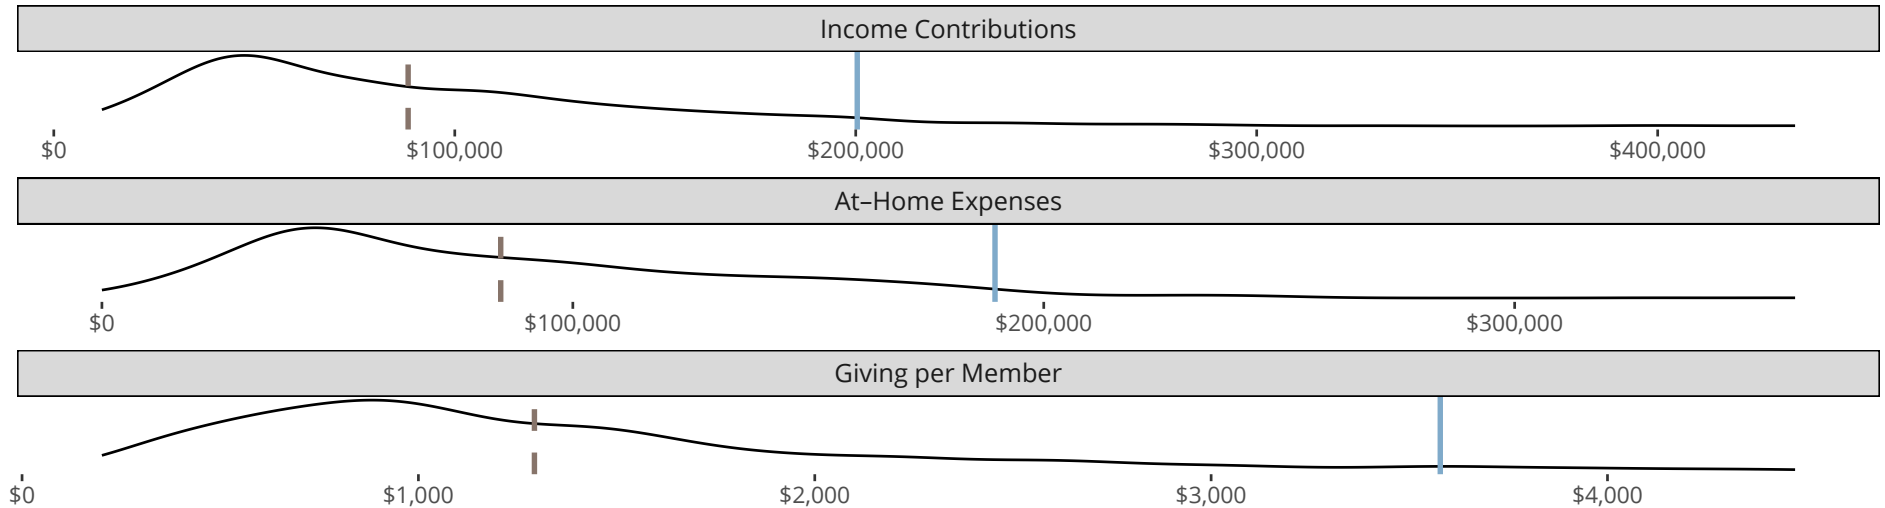 Income Contributions
$0 $100,000 $200,000 $300,000 $400,000
At–Home Expenses
$0 $100,000 $200,000 $300,000
Giving per Member
$0 $1,000 $2,000 $3,000 $4,000